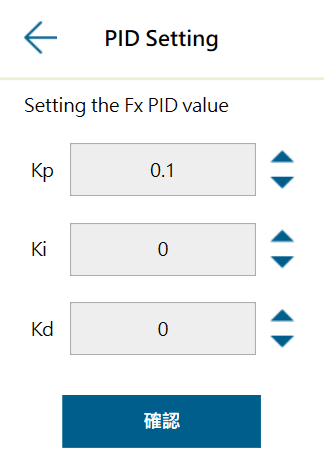 PID Setting
Setting the Fx PID value
Kp 0.1
Ki 0
Kd 0
確認